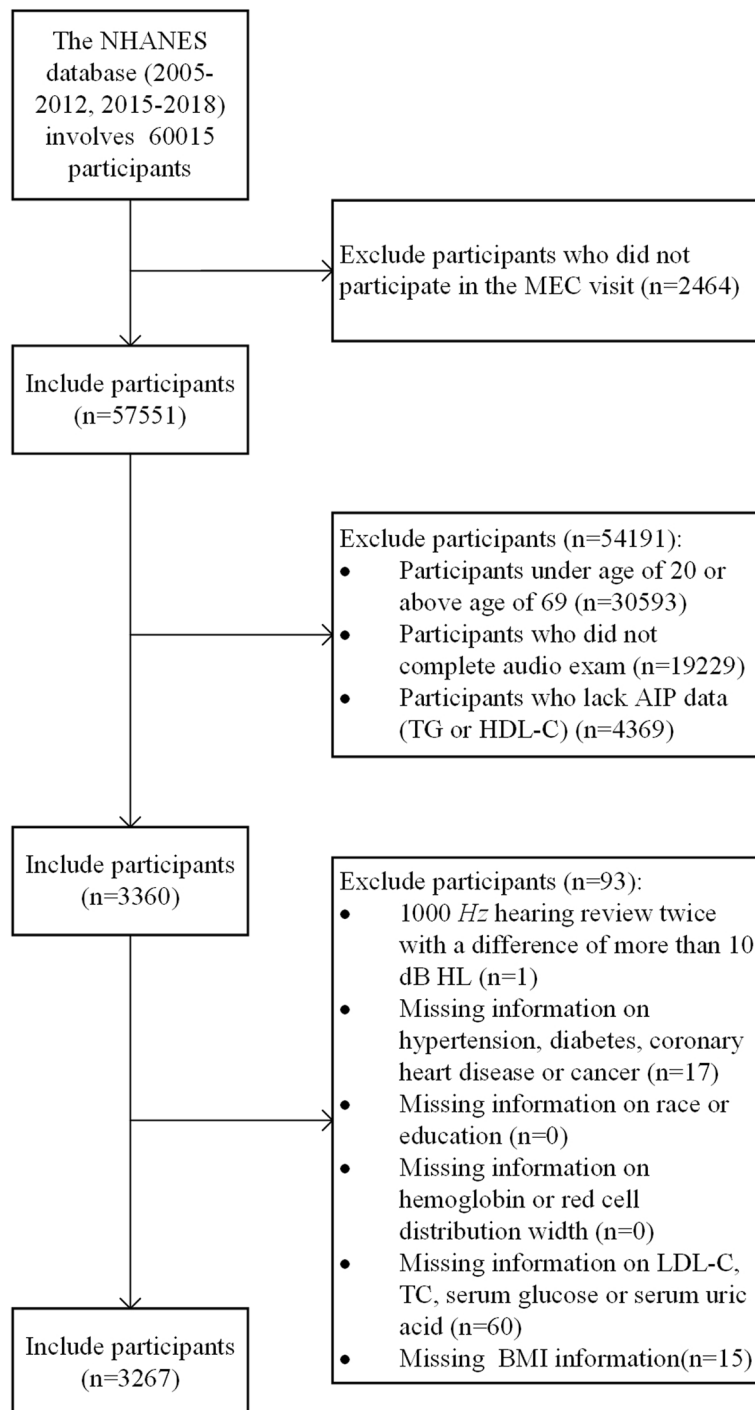 The NHANES
database (2005-
2012, 2015-2018)
involves 60015
participants
Exclude participants who did not
participate in the MEC visit (n=2464)
Include participants
(n=57551)
Exclude participants (n=54191):
• Participants under age of 20 or
above age of 69 (n=30593)
• Participants who did not
complete audio exam (n=19229)
• Participants who lack AIP data
(TG or HDL-C) (n=4369)
Include participants
(n=3360)
Exclude participants (n=93):
• 1000 Hz hearing review twice
with a difference of more than 10
dB HL (n=1)
• Missing information on
hypertension, diabetes, coronary
heart disease or cancer (n=17)
• Missing information on race or
education (n=0)
• Missing information on
hemoglobin or red cell
distribution width (n=0)
• Missing information on LDL-C,
TC, serum glucose or serum uric
acid (n=60)
• Missing BMI information(n=15)
Include participants
(n=3267)